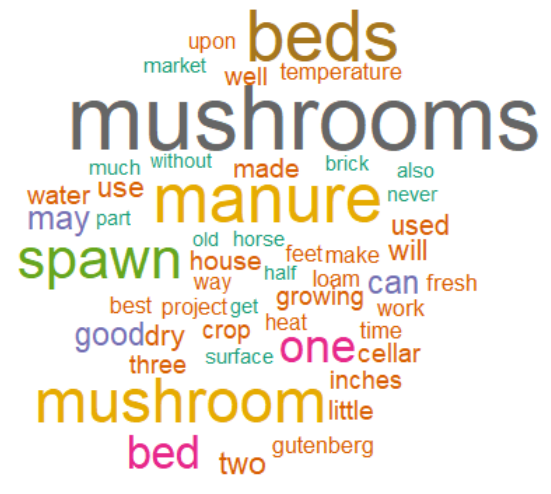 upon beds
market well temperature
mushrooms
much without made brick also
water use manure never
may part used
spawn old horse feet make will
house half loam can fresh
way growing
best project get heat work
good dry crop one time
three surface cellar
mushroom inches
little
bed two gutenberg